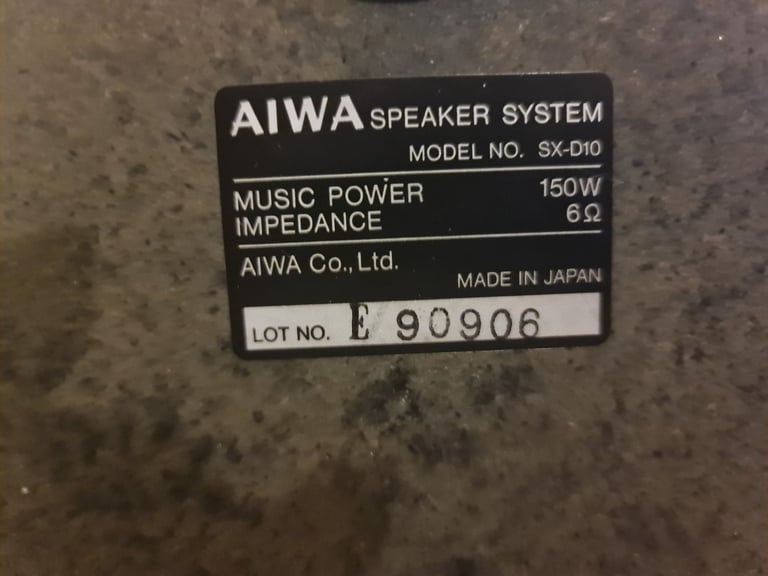 AIWA SPEAKER SYSTEM
MODEL NO. SX-D10
MUSIC POWER 150W
IMPEDANCE 6Ω
AIWA Co., Ltd.
MADE IN JAPAN
LOT NO. E 90906